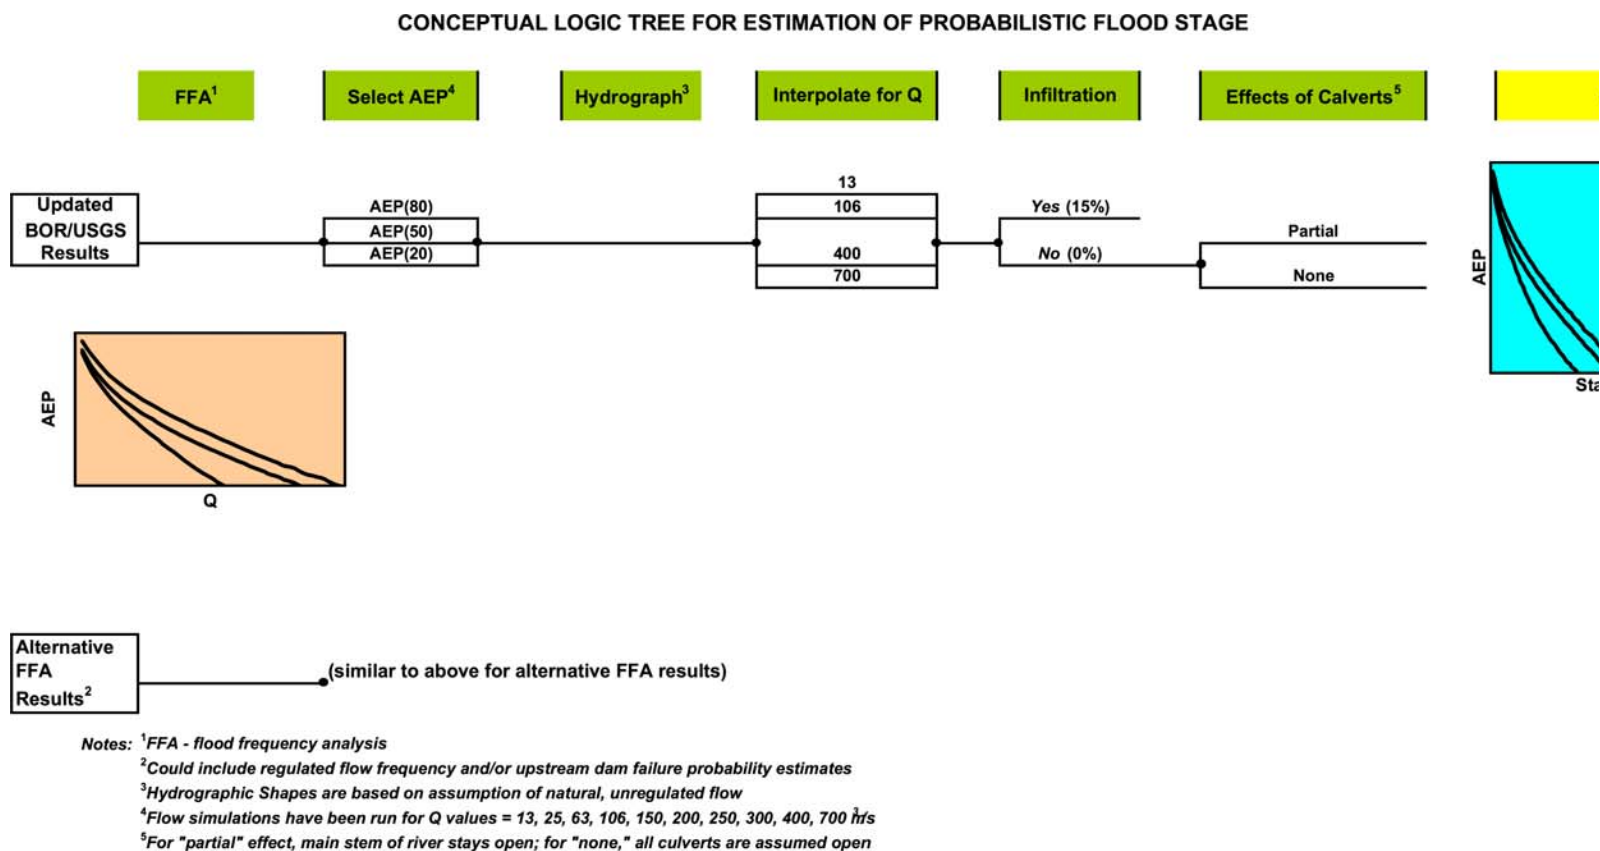 CONCEPTUAL LOGIC TREE FOR ESTIMATION OF PROBABILISTIC FLOOD STAGE
FFA1
Select AEP4
Hydrograph3
Interpolate for Q
Infiltration
Effects of Calverts5
Updated
BOR/USGS
Results
AEP(80)
AEP(50)
AEP(20)
13
106
400
700
Yes (15%)
No (0%)
Partial
None
AEP
Sta
AEP
Q
Alternative
FFA
Results2
(similar to above for alternative FFA results)
Notes: 1FFA - flood frequency analysis
2Could include regulated flow frequency and/or upstream dam failure probability estimates
3Hydrographic Shapes are based on assumption of natural, unregulated flow
4Flow simulations have been run for Q values = 13, 25, 63, 106, 150, 200, 250, 300, 400, 700 m3/s
5For "partial" effect, main stem of river stays open; for "none," all culverts are assumed open